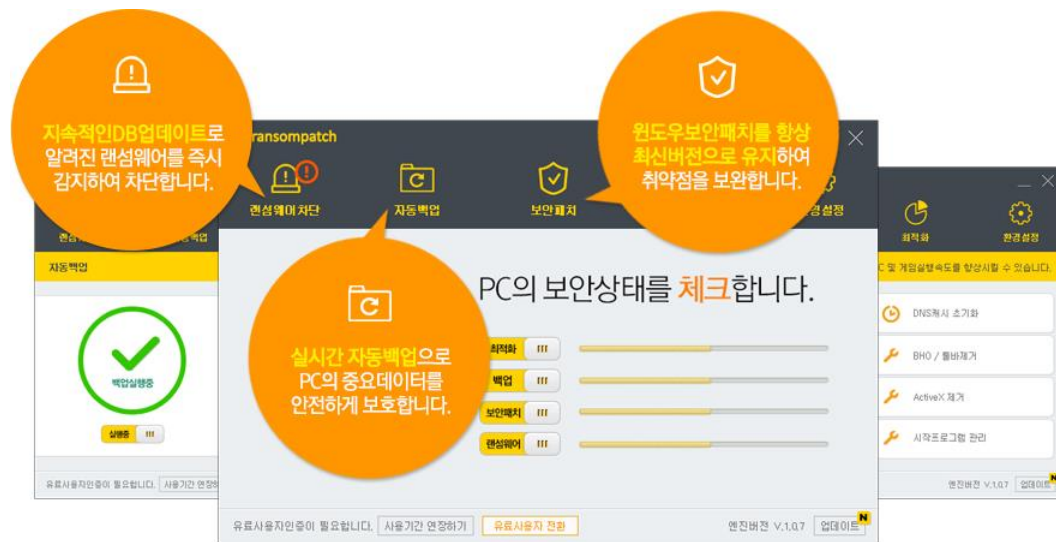 지속적인DB업데이트로
알려진 랜섬웨어를 즉시
감지하여 차단합니다.
윈도우보안패치를 항상
최신버전으로 유지하여
취약점을 보완합니다.
ransompatch
랜섬웨어차단
자동백업
보안패치
환경설정
최적화
환경설정
자동백업
PC 및 게임실행속도를 향상시킬 수 있습니다.
PC의 보안상태를 체크합니다.
실시간 자동백업으로
PC의 중요데이터를
안전하게 보호합니다.
최적화
백업
보안패치
랜섬웨어
백업실행중
실행중
DNS캐시 초기화
BHO / 툴바제거
ActiveX 제거
시작프로그램 관리
유료사용자인증이 필요합니다.
유료사용자인증이 필요합니다. 사용기간 연장하기 유료사용자 전환
엔진버전 V.1.0.7 업데이트 N
엔진버전 V.1.0.7 업데이트 N